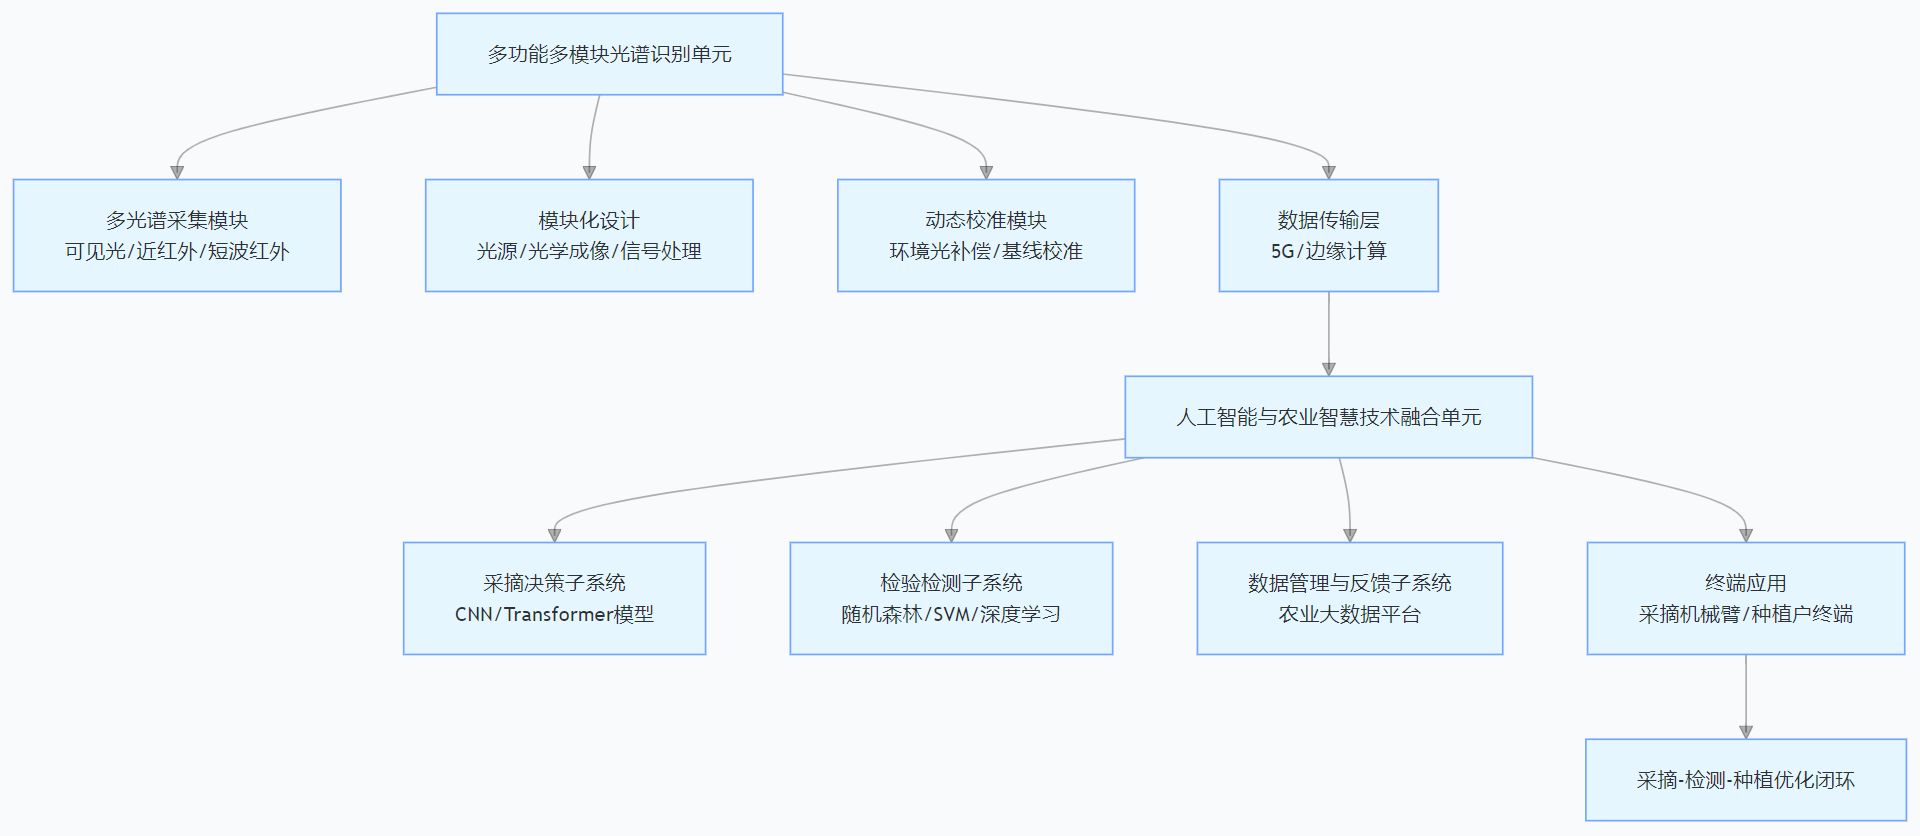 多功能多模块光谱识别单元
多光谱采集模块
可见光/近红外/短波红外
模块化设计
光源/光学成像/信号处理
动态校准模块
环境光补偿/基线校准
数据传输层
5G/边缘计算
人工智能与农业智慧技术融合单元
采摘决策子系统
CNN/Transformer模型
检验检测子系统
随机森林/SVM/深度学习
数据管理与反馈子系统
农业大数据平台
终端应用
采摘机械臂/种植户终端
采摘-检测-种植优化闭环